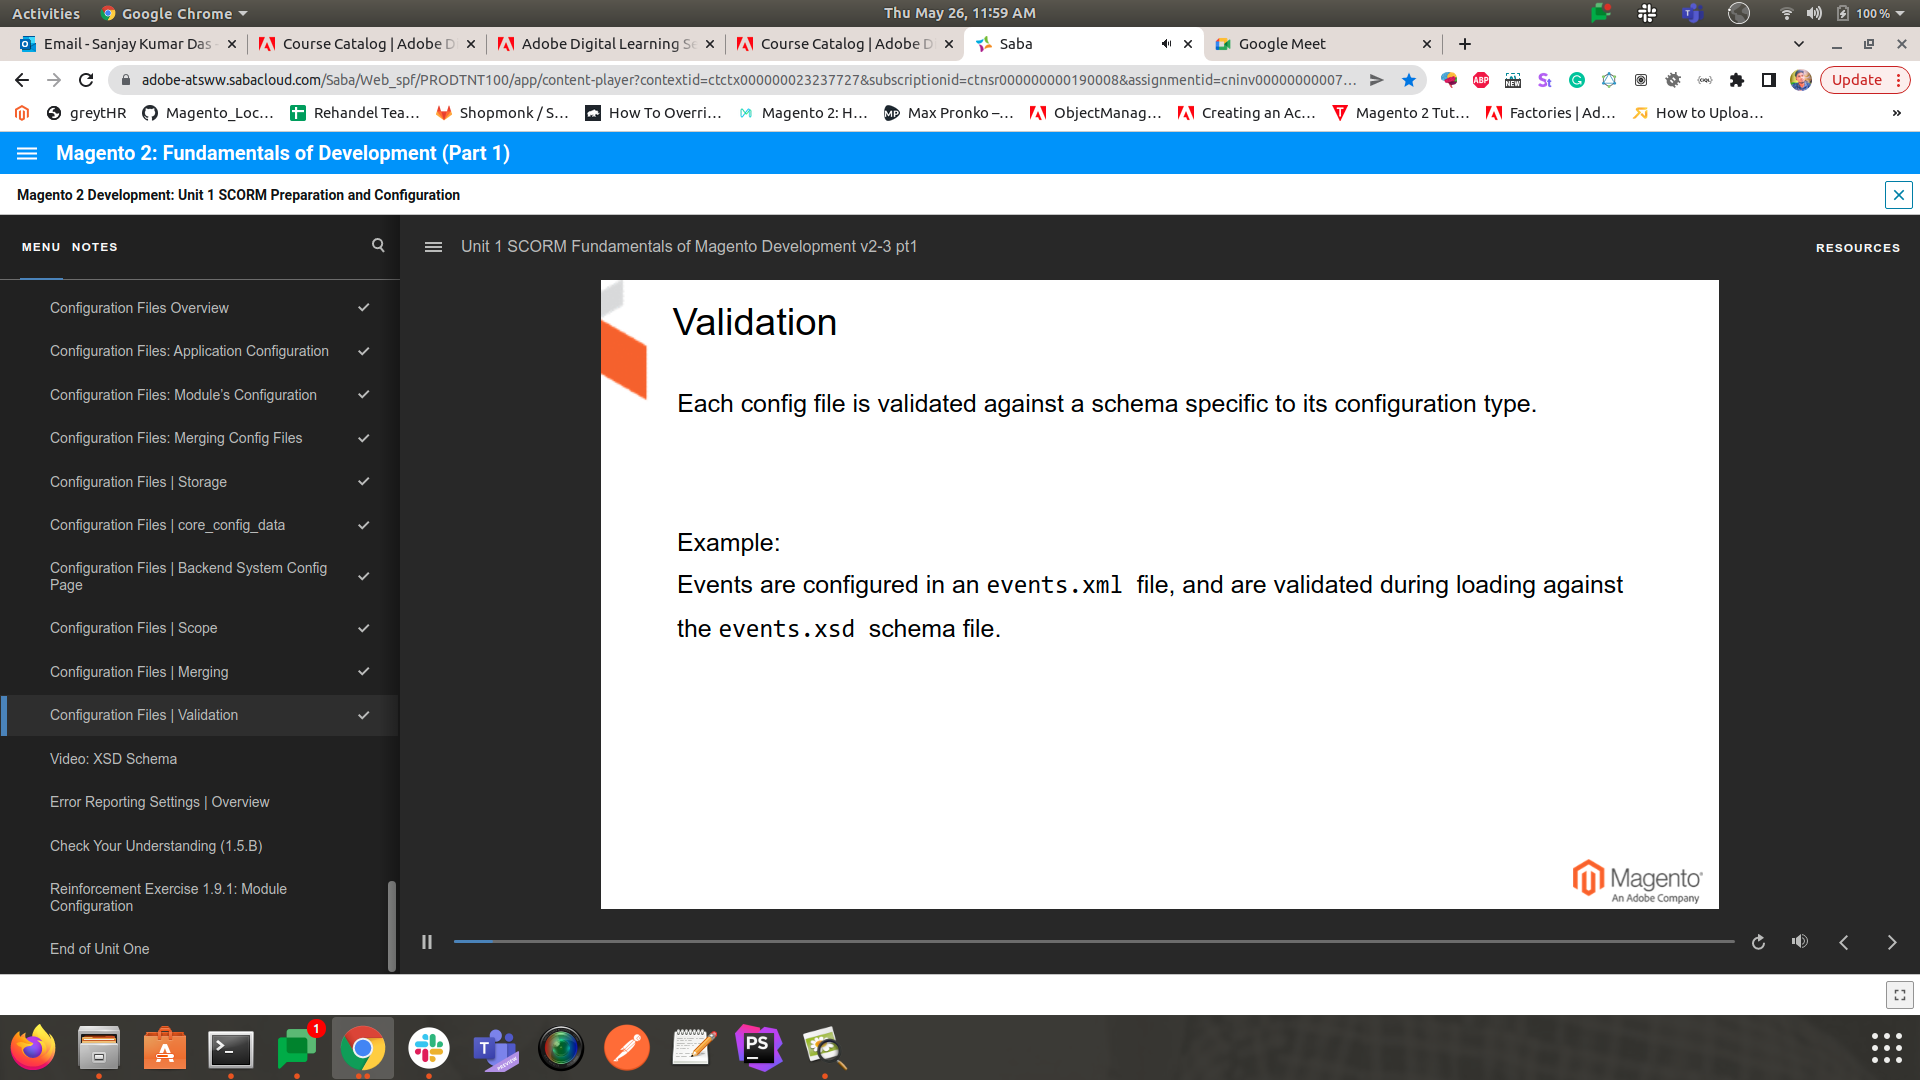 Activities
Google Chrome
Thu May 26, 11:59 AM
100 %
Email - Sanjay Kumar Das -
Course Catalog | Adobe D
Adobe Digital Learning Se
Course Catalog | Adobe D
Saba
Google Meet
adobe-atsww.sabacloud.com/Saba/Web_spf/PRODTNT100/app/content-player?contextid=ctctx000000023237727&subscriptionid=ctnsr000000000190008&assignmentid=cninv00000000007...
ABP
NEW
Update
greytHR
Magento_Loc...
Rehandel Tea...
Shopmonk / S...
How To Overri...
Magento 2: H...
Max Pronko –...
ObjectManag...
Creating an Ac...
Magento 2 Tut...
Factories | Ad...
How to Uploa...
»
Magento 2: Fundamentals of Development (Part 1)
Magento 2 Development: Unit 1 SCORM Preparation and Configuration
MENU
NOTES
Unit 1 SCORM Fundamentals of Magento Development v2-3 pt1
RESOURCES
Configuration Files Overview
Configuration Files: Application Configuration
Configuration Files: Module's Configuration
Configuration Files: Merging Config Files
Configuration Files | Storage
Configuration Files | core_config_data
Configuration Files | Backend System Config
Page
Configuration Files | Scope
Configuration Files | Merging
Configuration Files | Validation
Video: XSD Schema
Error Reporting Settings | Overview
Check Your Understanding (1.5.B)
Reinforcement Exercise 1.9.1: Module
Configuration
End of Unit One
Validation
Each config file is validated against a schema specific to its configuration type.
Example:
Events are configured in an events.xml file, and are validated during loading against
the events.xsd schema file.
Magento
An Adobe Company
1
PS